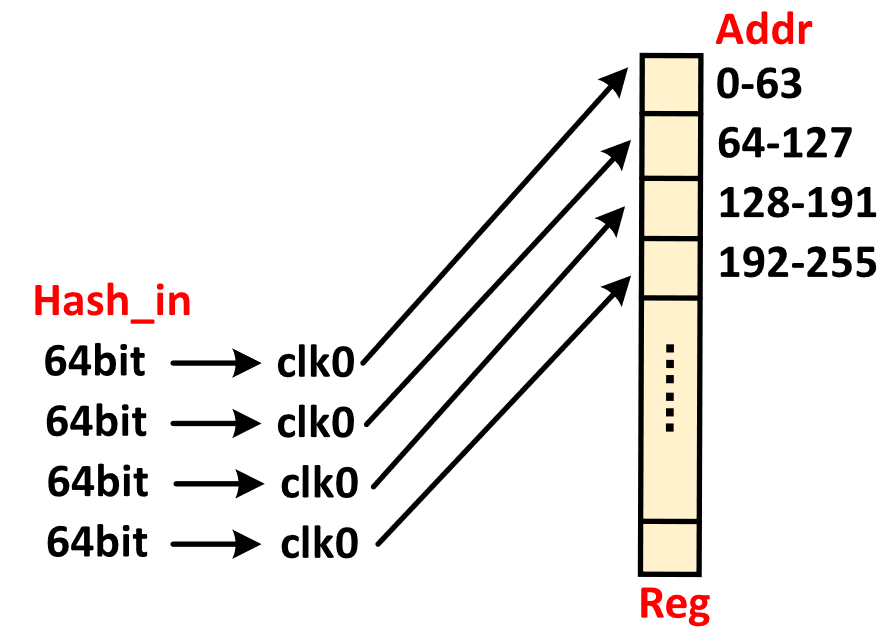 Addr
0-63
64-127
128-191
192-255
Hash_in
64bit clk0
64bit clk0
64bit clk0
64bit clk0
Reg